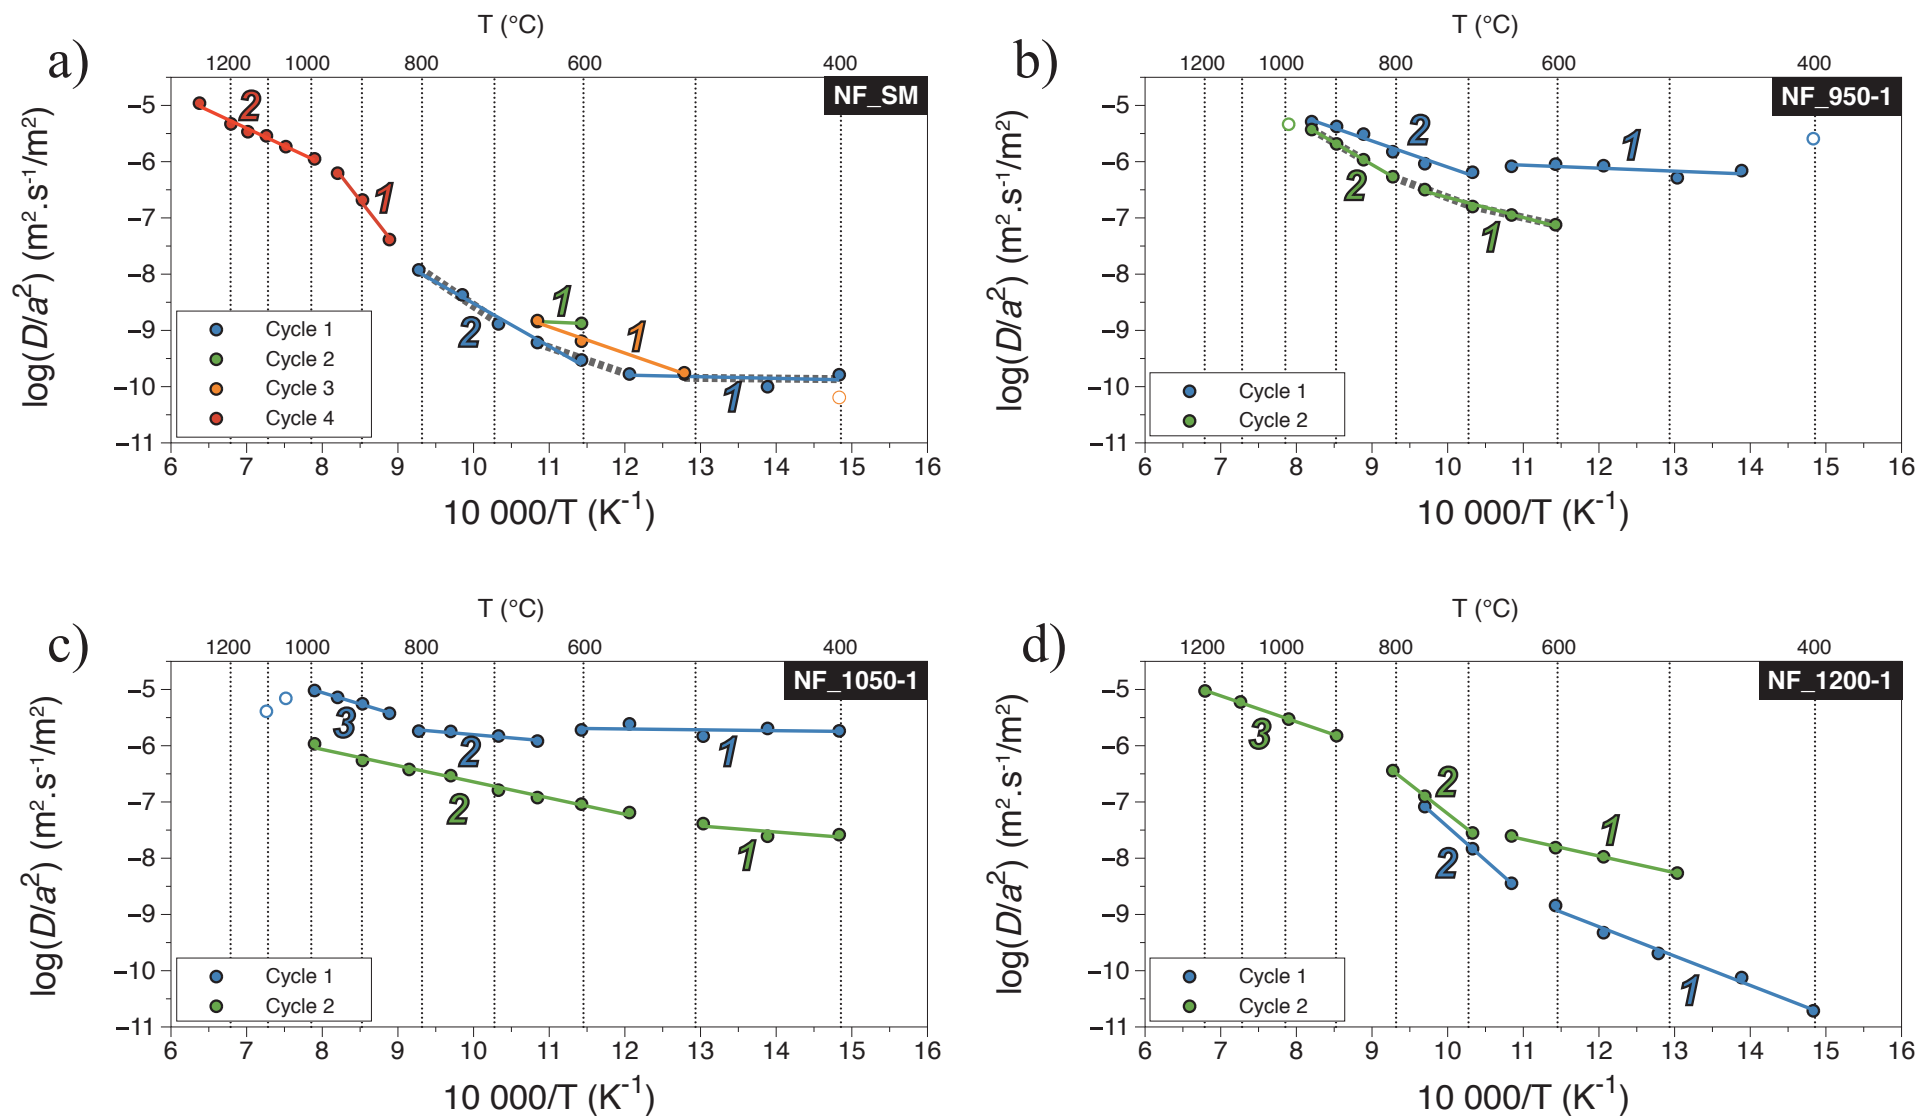 a)
T (°C)
1200 1000 800 600 400
NF_SM
−5
−6
−7
−8
−9
−10
−11
log(D/a²) (m².s⁻¹/m²)
2
1
2
1
1
1
Cycle 1
Cycle 2
Cycle 3
Cycle 4
6 7 8 9 10 11 12 13 14 15 16
10 000/T (K⁻¹)
b)
T (°C)
1200 1000 800 600 400
NF_950-1
−5
−6
−7
−8
−9
−10
−11
log(D/a²) (m².s⁻¹/m²)
2
1
2
1
Cycle 1
Cycle 2
6 7 8 9 10 11 12 13 14 15 16
10 000/T (K⁻¹)
c)
T (°C)
1200 1000 800 600 400
NF_1050-1
−5
−6
−7
−8
−9
−10
−11
log(D/a²) (m².s⁻¹/m²)
3
2
1
2
1
Cycle 1
Cycle 2
6 7 8 9 10 11 12 13 14 15 16
10 000/T (K⁻¹)
d)
T (°C)
1200 1000 800 600 400
NF_1200-1
−5
−6
−7
−8
−9
−10
−11
log(D/a²) (m².s⁻¹/m²)
3
2
1
2
1
Cycle 1
Cycle 2
6 7 8 9 10 11 12 13 14 15 16
10 000/T (K⁻¹)